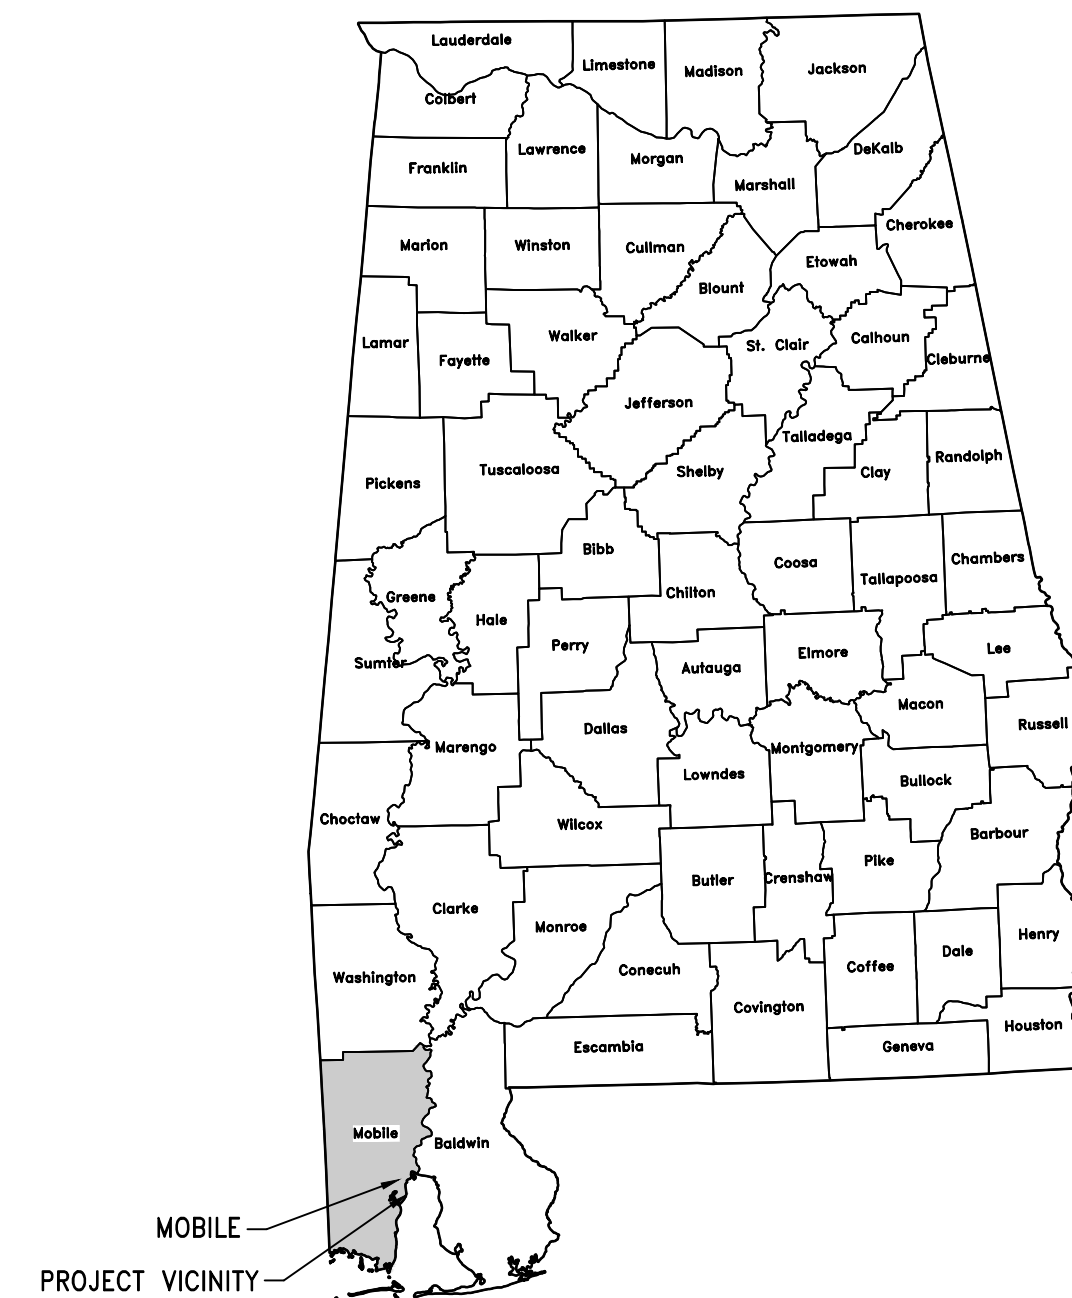 Lauderdale
Limestone
Madison
Jackson
Colbert
Lawrence
Morgan
DeKalb
Franklin
Marshall
Cherokee
Marion
Winston
Cullman
Etowah
Blount
Lamar
Fayette
Walker
St. Clair
Calhoun
Cleburne
Jefferson
Talladega
Pickens
Tuscaloosa
Shelby
Clay
Randolph
Bibb
Coosa
Chambers
Tallapoosa
Greene
Hale
Chilton
Perry
Elmore
Lee
Sumter
Autauga
Macon
Dallas
Russell
Marengo
Montgomery
Lowndes
Bullock
Choctaw
Wilcox
Barbour
Pike
Butler
Crenshaw
Clarke
Monroe
Henry
Washington
Conecuh
Coffee
Dale
Covington
Houston
Escambia
Geneva
Mobile
Baldwin
MOBILE
PROJECT VICINITY